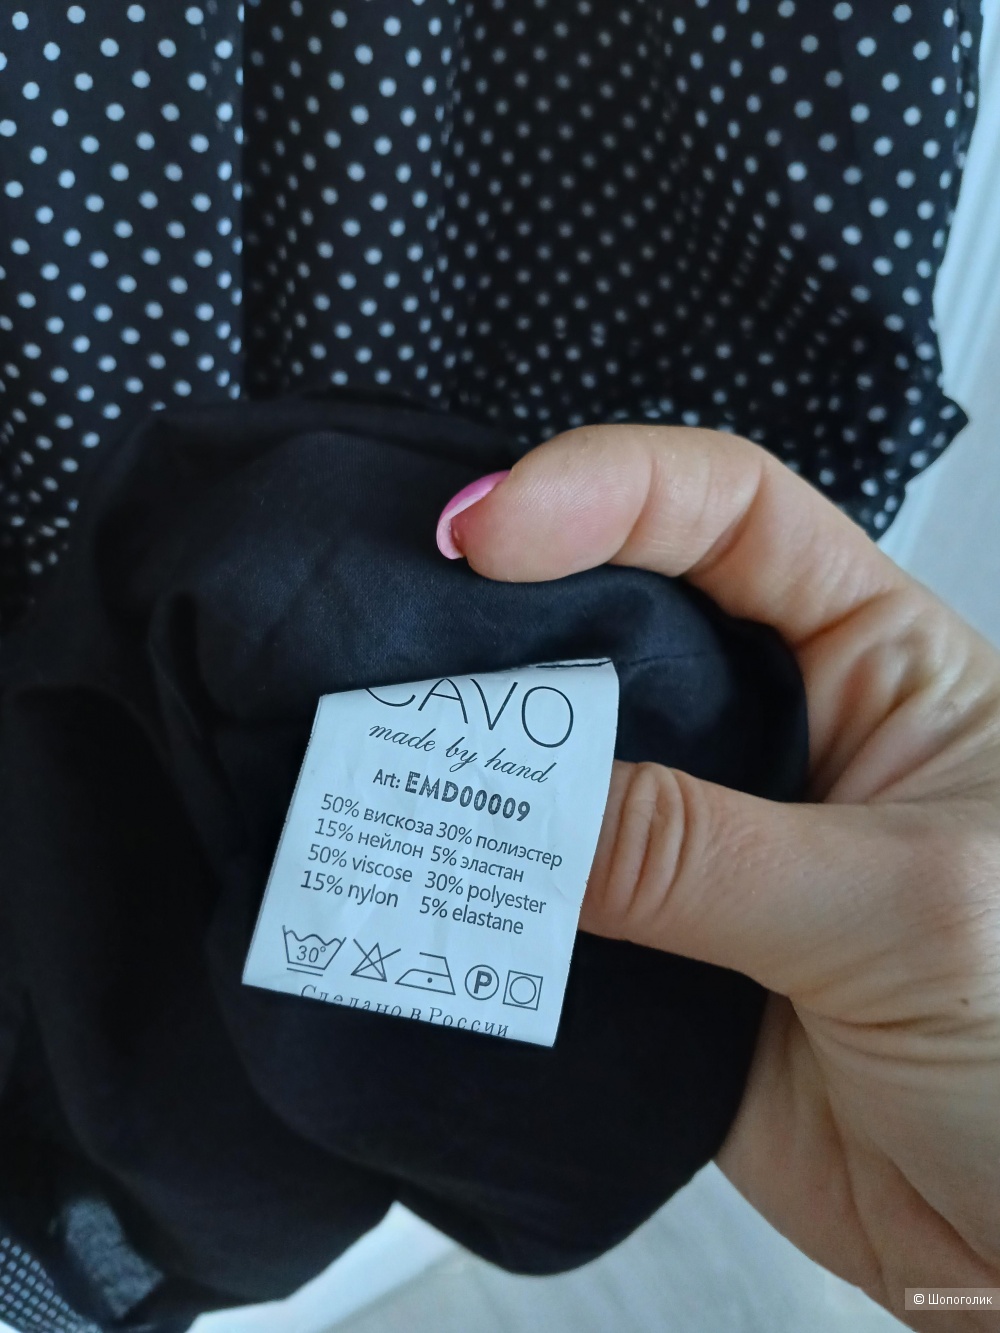 CAVO
made by hand
Art: EMD00009
50% вискоза 30% полиэстер
15% нейлон 5% эластан
50% viscose 30% polyester
15% nylon 5% elastane
30° P
Сделано в России
© Шопоголик